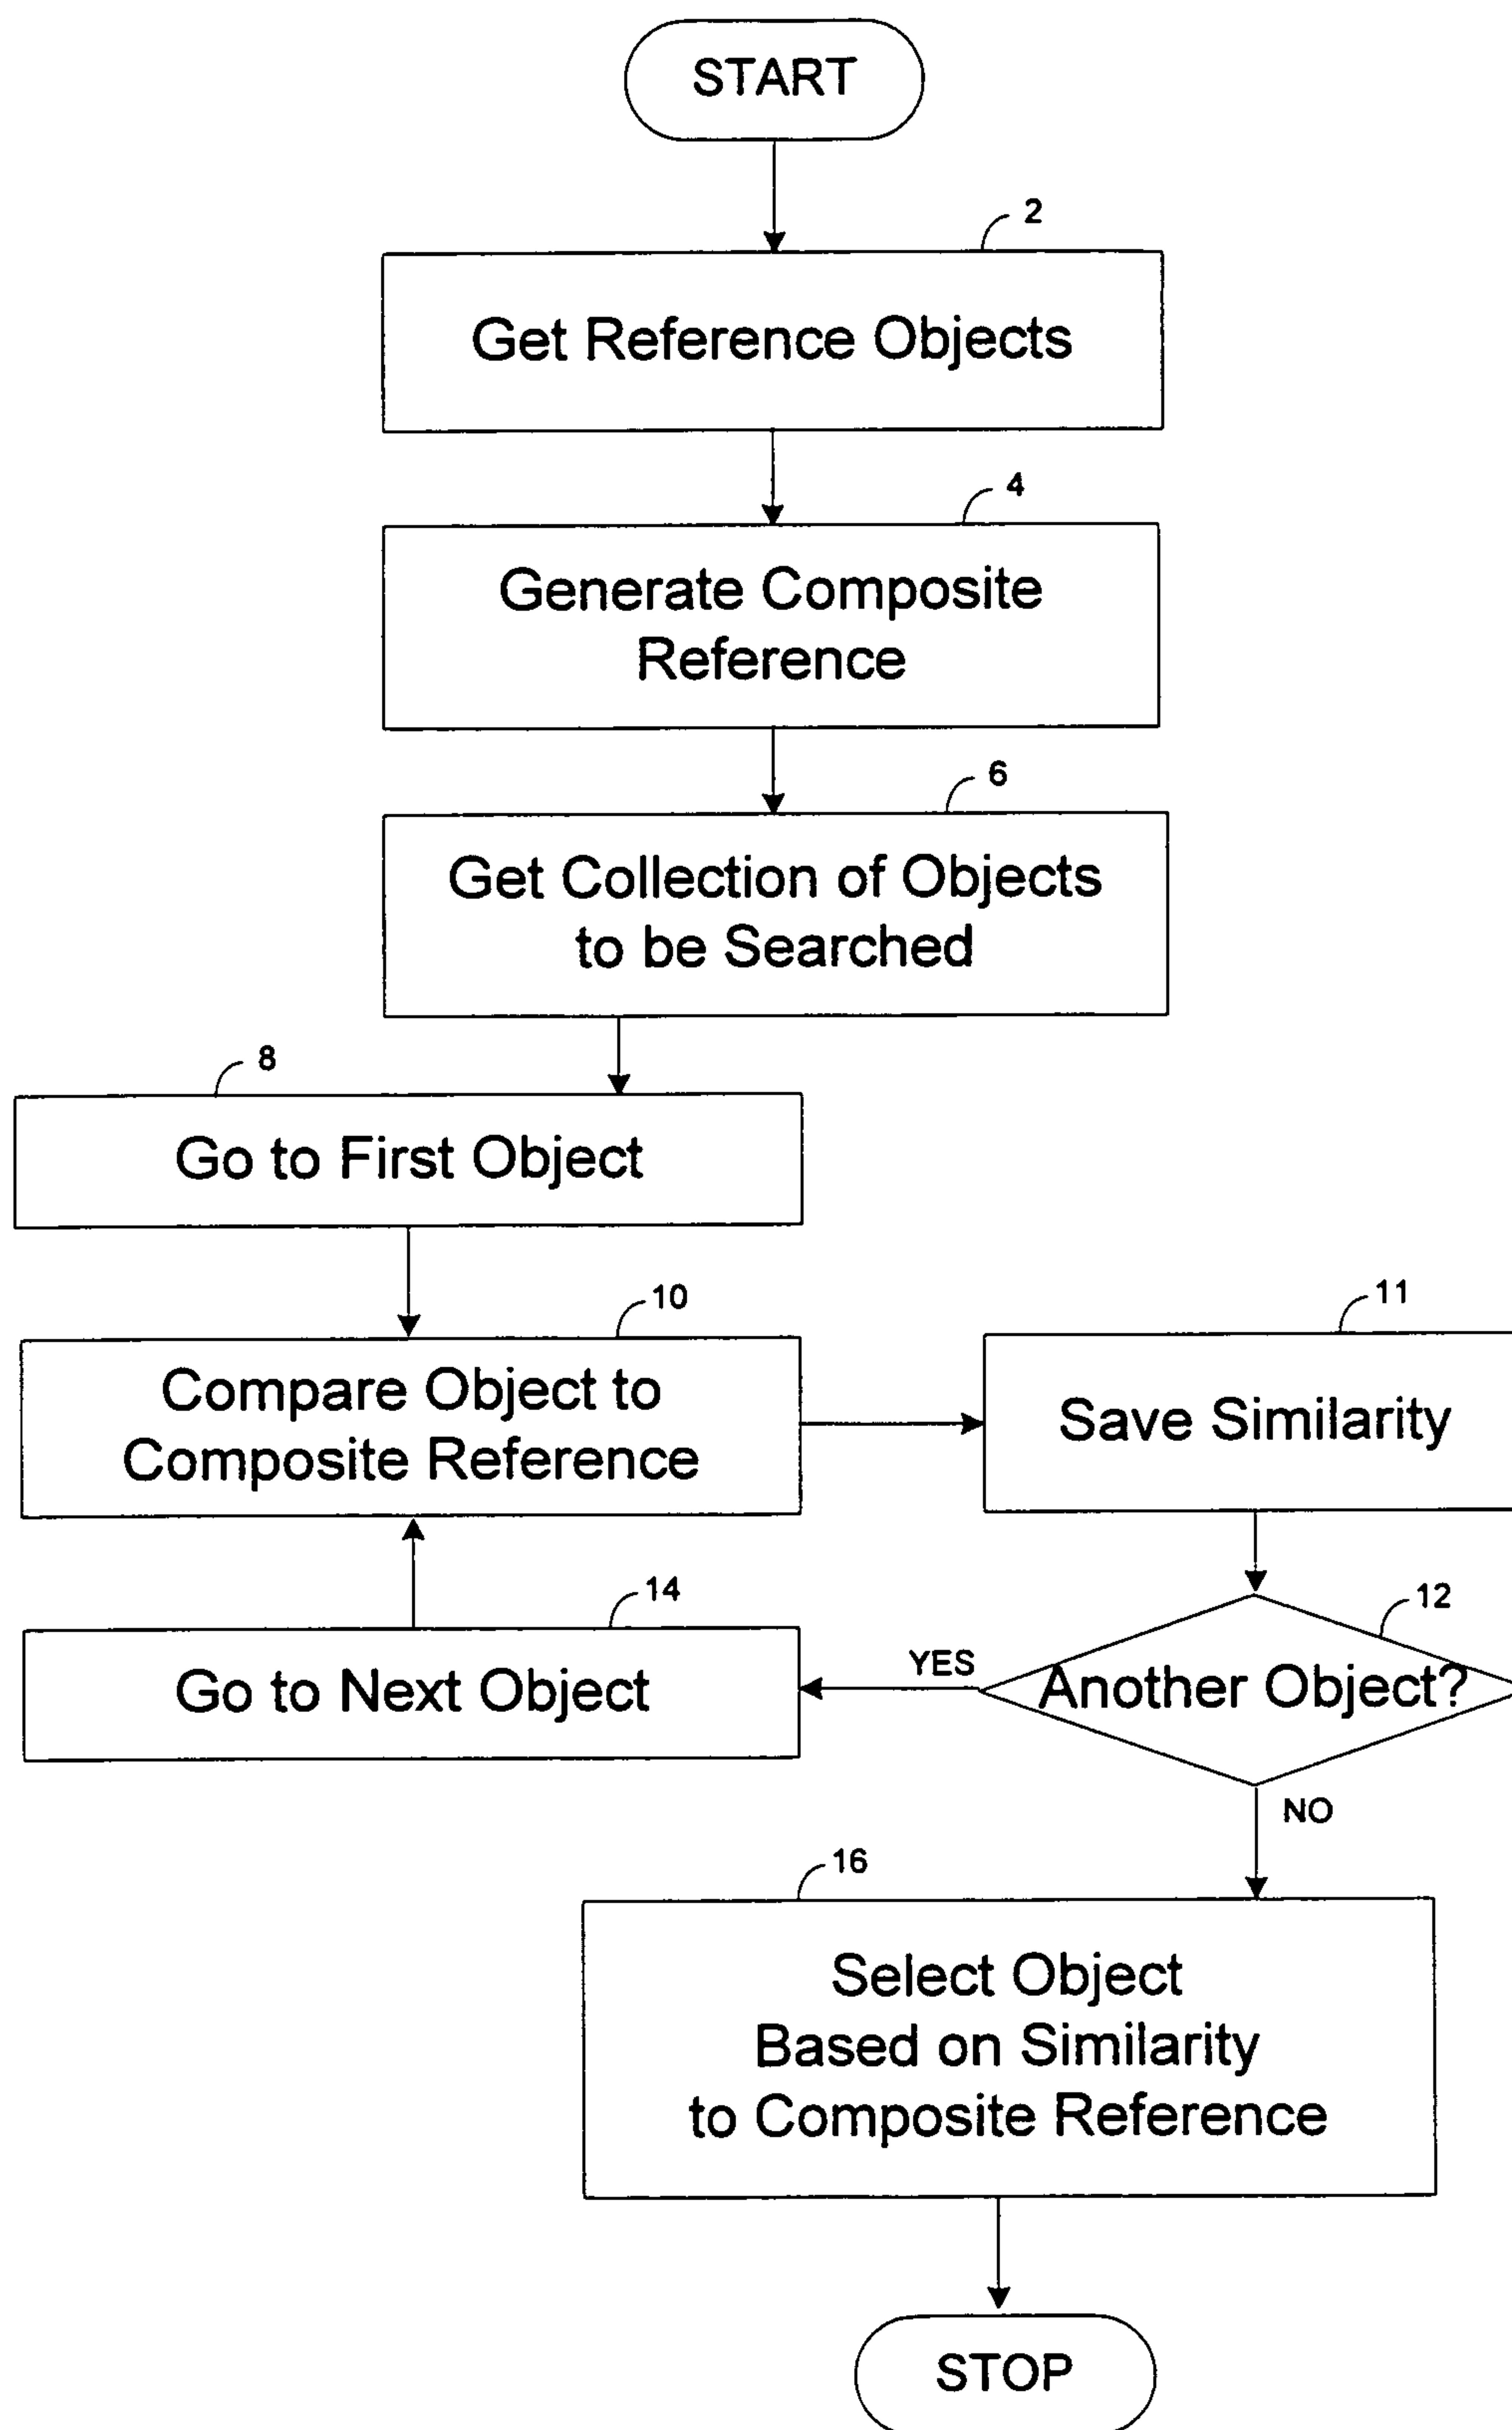 START
2
Get Reference Objects
4
Generate Composite
Reference
6
Get Collection of Objects
to be Searched
8
Go to First Object
10
Compare Object to
Composite Reference
11
Save Similarity
14
Go to Next Object
YES
12
Another Object?
NO
16
Select Object
Based on Similarity
to Composite Reference
STOP